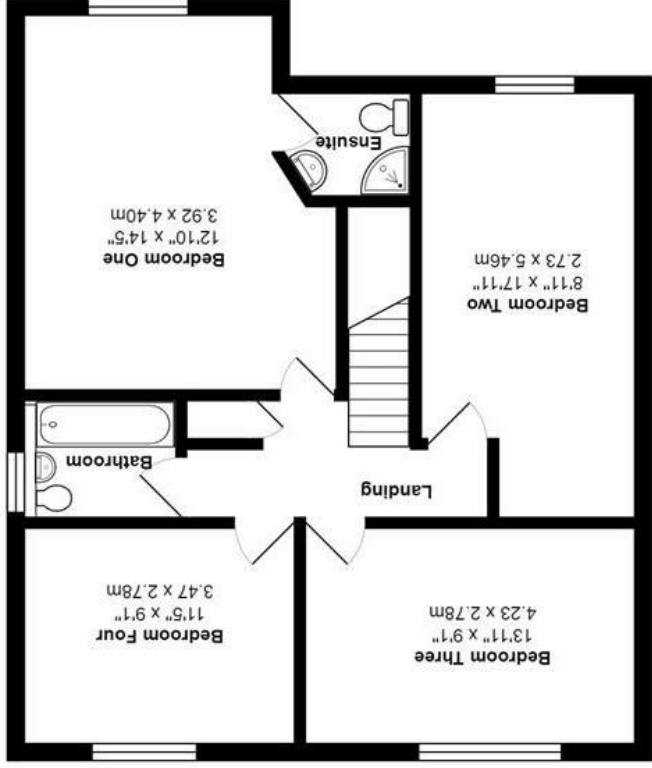 Bedroom Three
13'11" x 9'1"
4.23 x 2.78m
Bedroom Four
11'5" x 9'1"
3.47 x 2.78m
Landing
Bathroom
Bedroom Two
8'11" x 17'11"
2.73 x 5.46m
Bedroom One
12'10" x 14'5"
3.92 x 4.40m
Ensuite